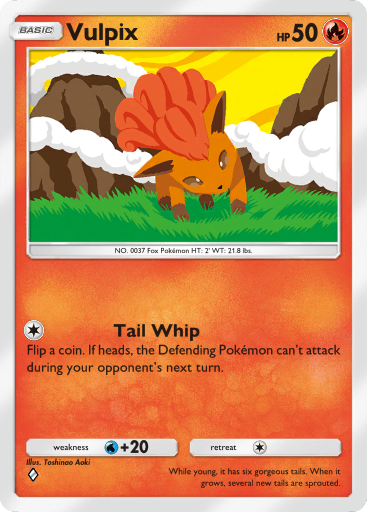 BASIC Vulpix HP 50
NO. 0037 Fox Pokémon HT: 2' WT: 21.8 lbs.
Tail Whip
Flip a coin. If heads, the Defending Pokémon can't attack
during your opponent's next turn.
weakness +20 retreat
Illus. Toshinao Aoki
While young, it has six gorgeous tails. When it
grows, several new tails are sprouted.